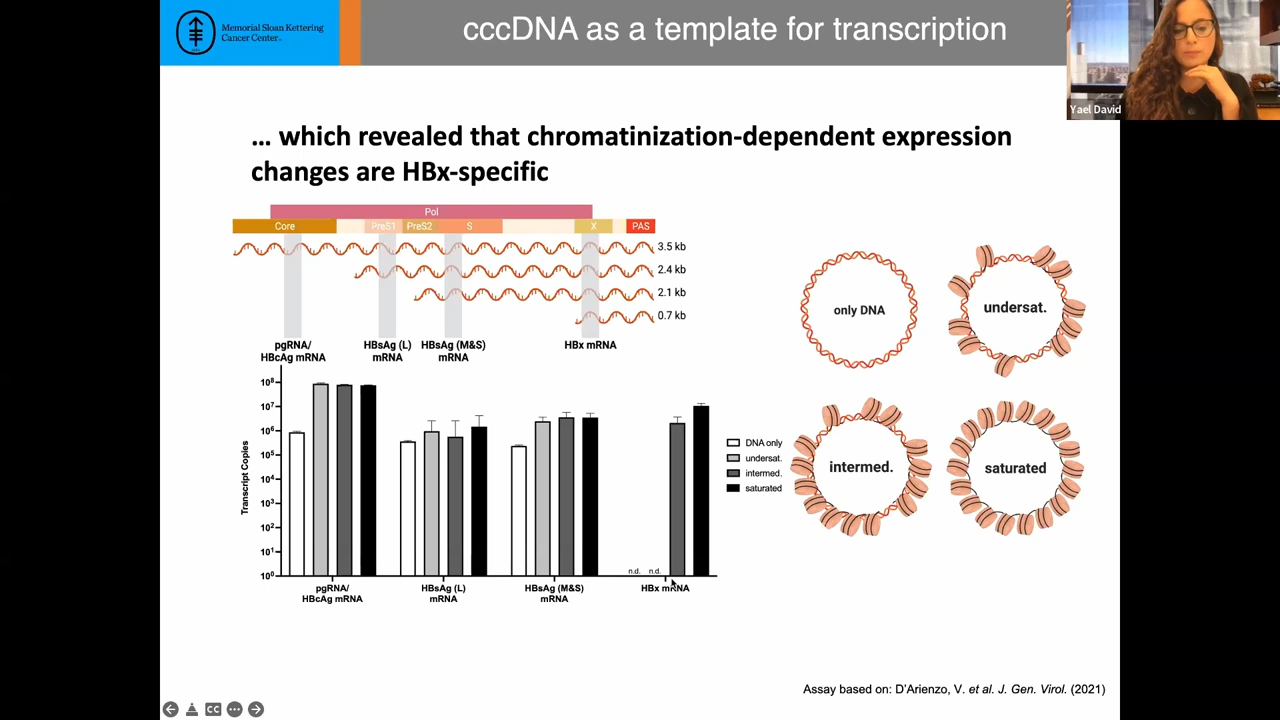 Memorial Sloan Kettering
Cancer Center
cccDNA as a template for transcription
Yael David
... which revealed that chromatinization-dependent expression
changes are HBx-specific
Pol
Core
PreS1
PreS2
S
X
PAS
3.5 kb
2.4 kb
2.1 kb
0.7 kb
pgRNA/
HBcAg mRNA
HBsAg (L)
mRNA
HBsAg (M&S)
mRNA
HBx mRNA
only DNA
undersat.
intermed.
saturated
Transcript Copies
10⁸
10⁷
10⁶
10⁵
10⁴
10³
10²
10¹
10⁰
n.d.
n.d.
pgRNA/
HBcAg mRNA
HBsAg (L)
mRNA
HBsAg (M&S)
mRNA
HBx mRNA
DNA only
undersat.
intermed.
saturated
Assay based on: D'Arienzo, V. et al. J. Gen. Virol. (2021)
CC